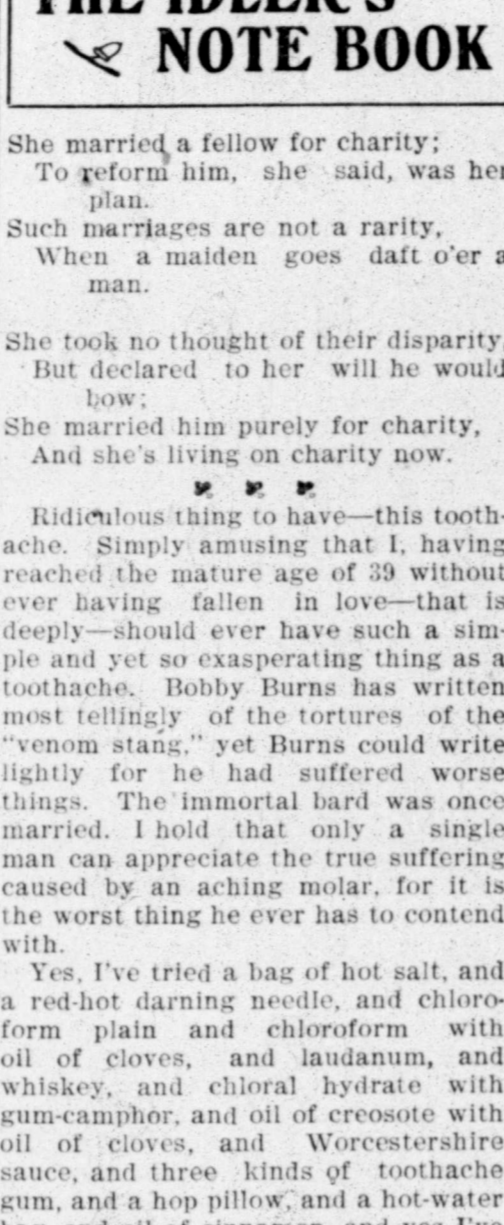 THE IDLER'S
NOTE BOOK
She married a fellow for charity;
To reform him, she said, was her
plan.
Such marriages are not a rarity,
When a maiden goes daft o'er a
man.
She took no thought of their disparity
But declared to her will he would
bow;
She married him purely for charity,
And she's living on charity now.
Ridiculous thing to have—this tooth-
ache. Simply amusing that I, having
reached the mature age of 39 without
ever having fallen in love—that is
deeply—should ever have such a sim-
ple and yet so exasperating thing as a
toothache. Bobby Burns has written
most tellingly of the tortures of the
"venom stang," yet Burns could write
lightly for he had suffered worse
things. The immortal bard was once
married. I hold that only a single
man can appreciate the true suffering
caused by an aching molar, for it is
the worst thing he ever has to contend
with.
Yes, I've tried a bag of hot salt, and
a red-hot darning needle, and chloro-
form plain and chloroform with
oil of cloves, and laudanum, and
whiskey, and chloral hydrate with
gum-camphor, and oil of creosote with
oil of cloves, and Worcestershire
sauce, and three kinds of toothache
gum, and a hop pillow, and a hot-water